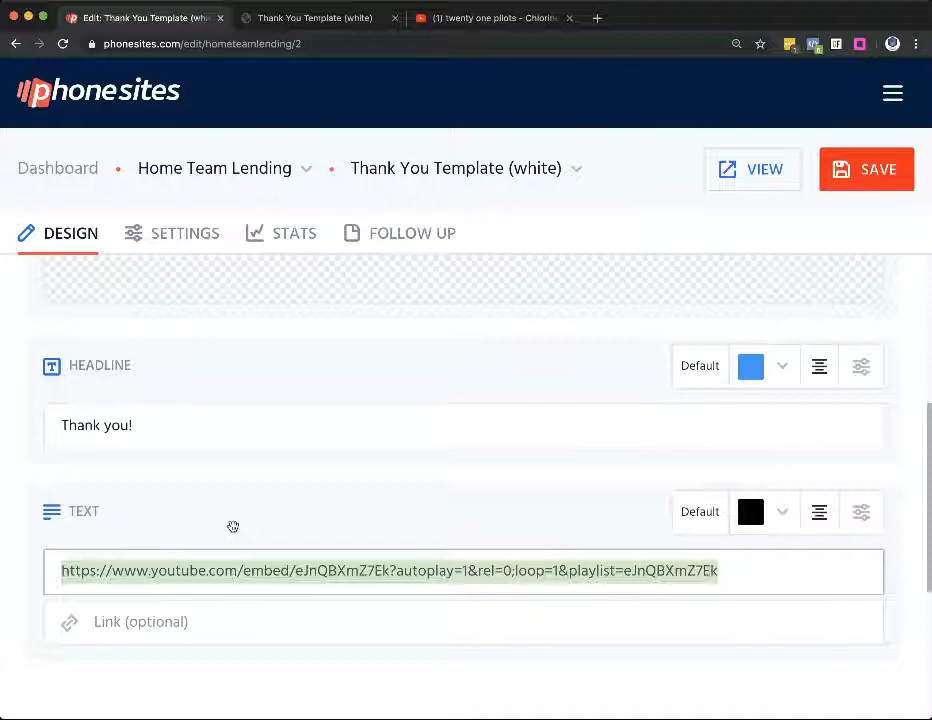 Edit: Thank You Template (whi
Thank You Template (white)
(1) twenty one pilots - Chlorine
phonesites.com/edit/hometeamlending/2
phonesites
Dashboard • Home Team Lending • Thank You Template (white)
VIEW
SAVE
DESIGN
SETTINGS
STATS
FOLLOW UP
HEADLINE
Default
Thank you!
TEXT
Default
https://www.youtube.com/embed/eJnQBXmZ7Ek?autoplay=1&rel=0;loop=1&playlist=eJnQBXmZ7Ek
Link (optional)